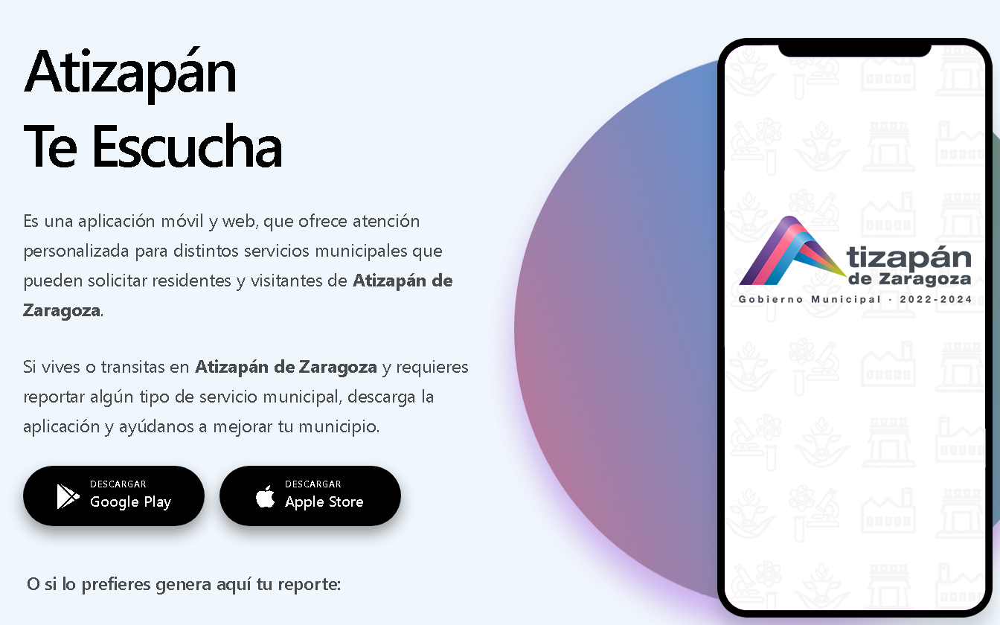 Atizapán
Te Escucha
Es una aplicación móvil y web, que ofrece atención
personalizada para distintos servicios municipales que
pueden solicitar residentes y visitantes de Atizapán de
Zaragoza.
Si vives o transitas en Atizapán de Zaragoza y requieres
reportar algún tipo de servicio municipal, descarga la
aplicación y ayúdanos a mejorar tu municipio.
DESCARGAR
Google Play
DESCARGAR
Apple Store
O si lo prefieres genera aquí tu reporte:
tizapán
de Zaragoza
Gobierno Municipal · 2022-2024